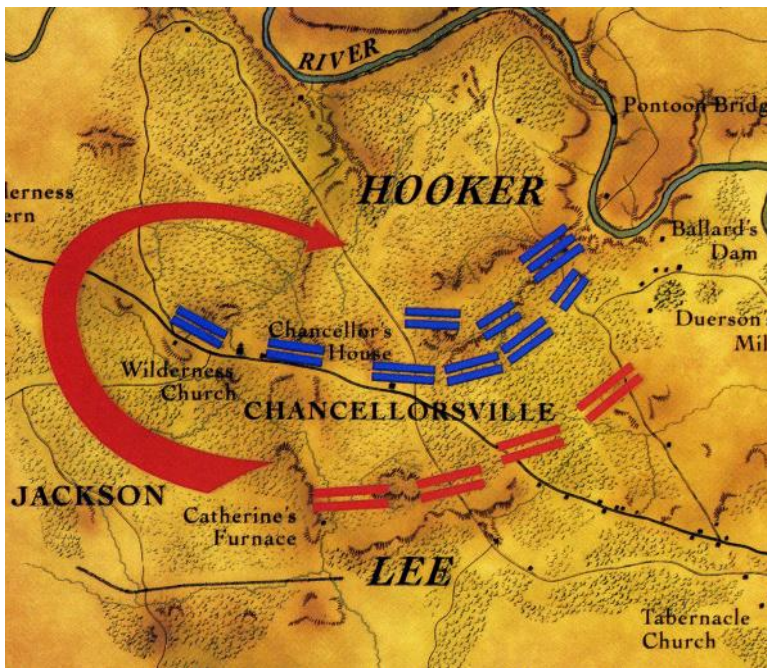 RIVER
Pontoon Bridg
HOOKER
lerness
ern
Ballard's
Dam
Chancellor's
House
Duerson's
Mil
Wilderness
Church
CHANCELLORSVILLE
JACKSON
Catherine's
Furnace
LEE
Tabernacle
Church